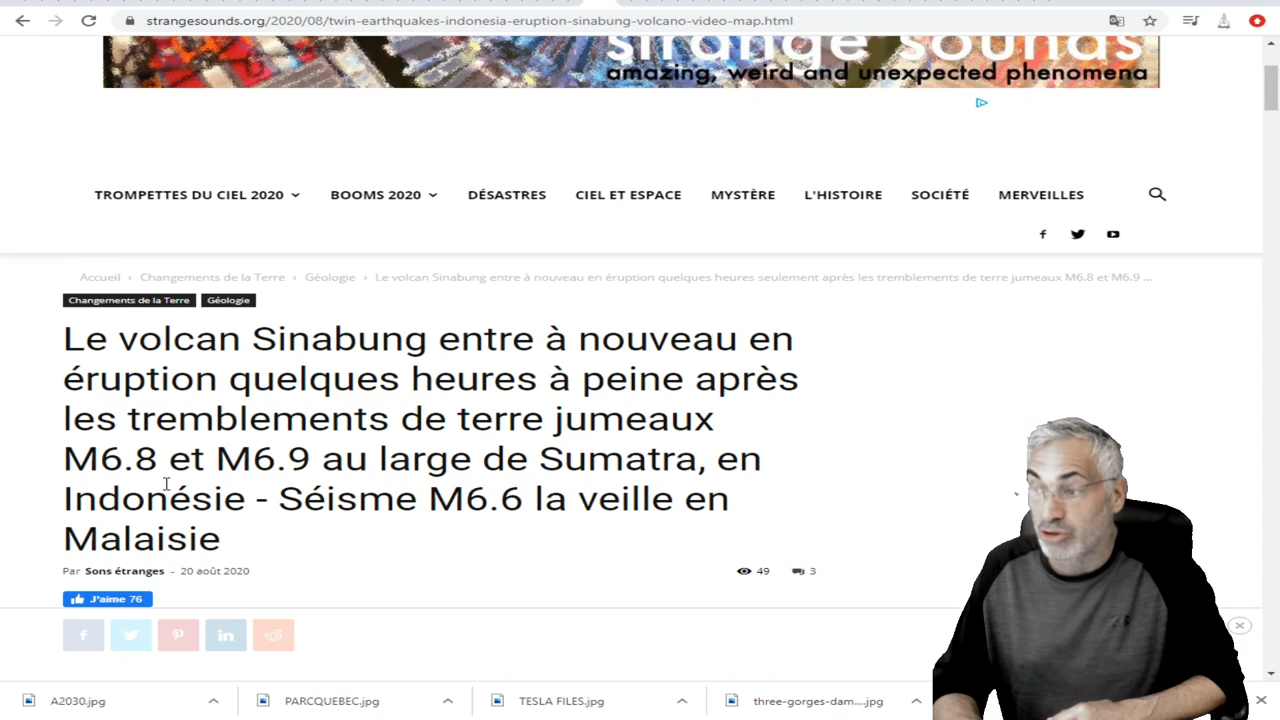 strangesounds.org/2020/08/twin-earthquakes-indonesia-eruption-sinabung-volcano-video-map.html
strange sounds
amazing, weird and unexpected phenomena
TROMPETTES DU CIEL 2020 BOOMS 2020 DÉSASTRES CIEL ET ESPACE MYSTÈRE L'HISTOIRE SOCIÉTÉ MERVEILLES
Accueil › Changements de la Terre › Géologie › Le volcan Sinabung entre à nouveau en éruption quelques heures seulement après les tremblements de terre jumeaux M6.8 et M6.9 ...
Changements de la Terre Géologie
Le volcan Sinabung entre à nouveau en
éruption quelques heures à peine après
les tremblements de terre jumeaux
M6.8 et M6.9 au large de Sumatra, en
Indonésie - Séisme M6.6 la veille en
Malaisie
Par Sons étranges - 20 août 2020 49 3
J'aime 76
A2030.jpg PARCQUEBEC.jpg TESLA FILES.jpg three-gorges-dam....jpg